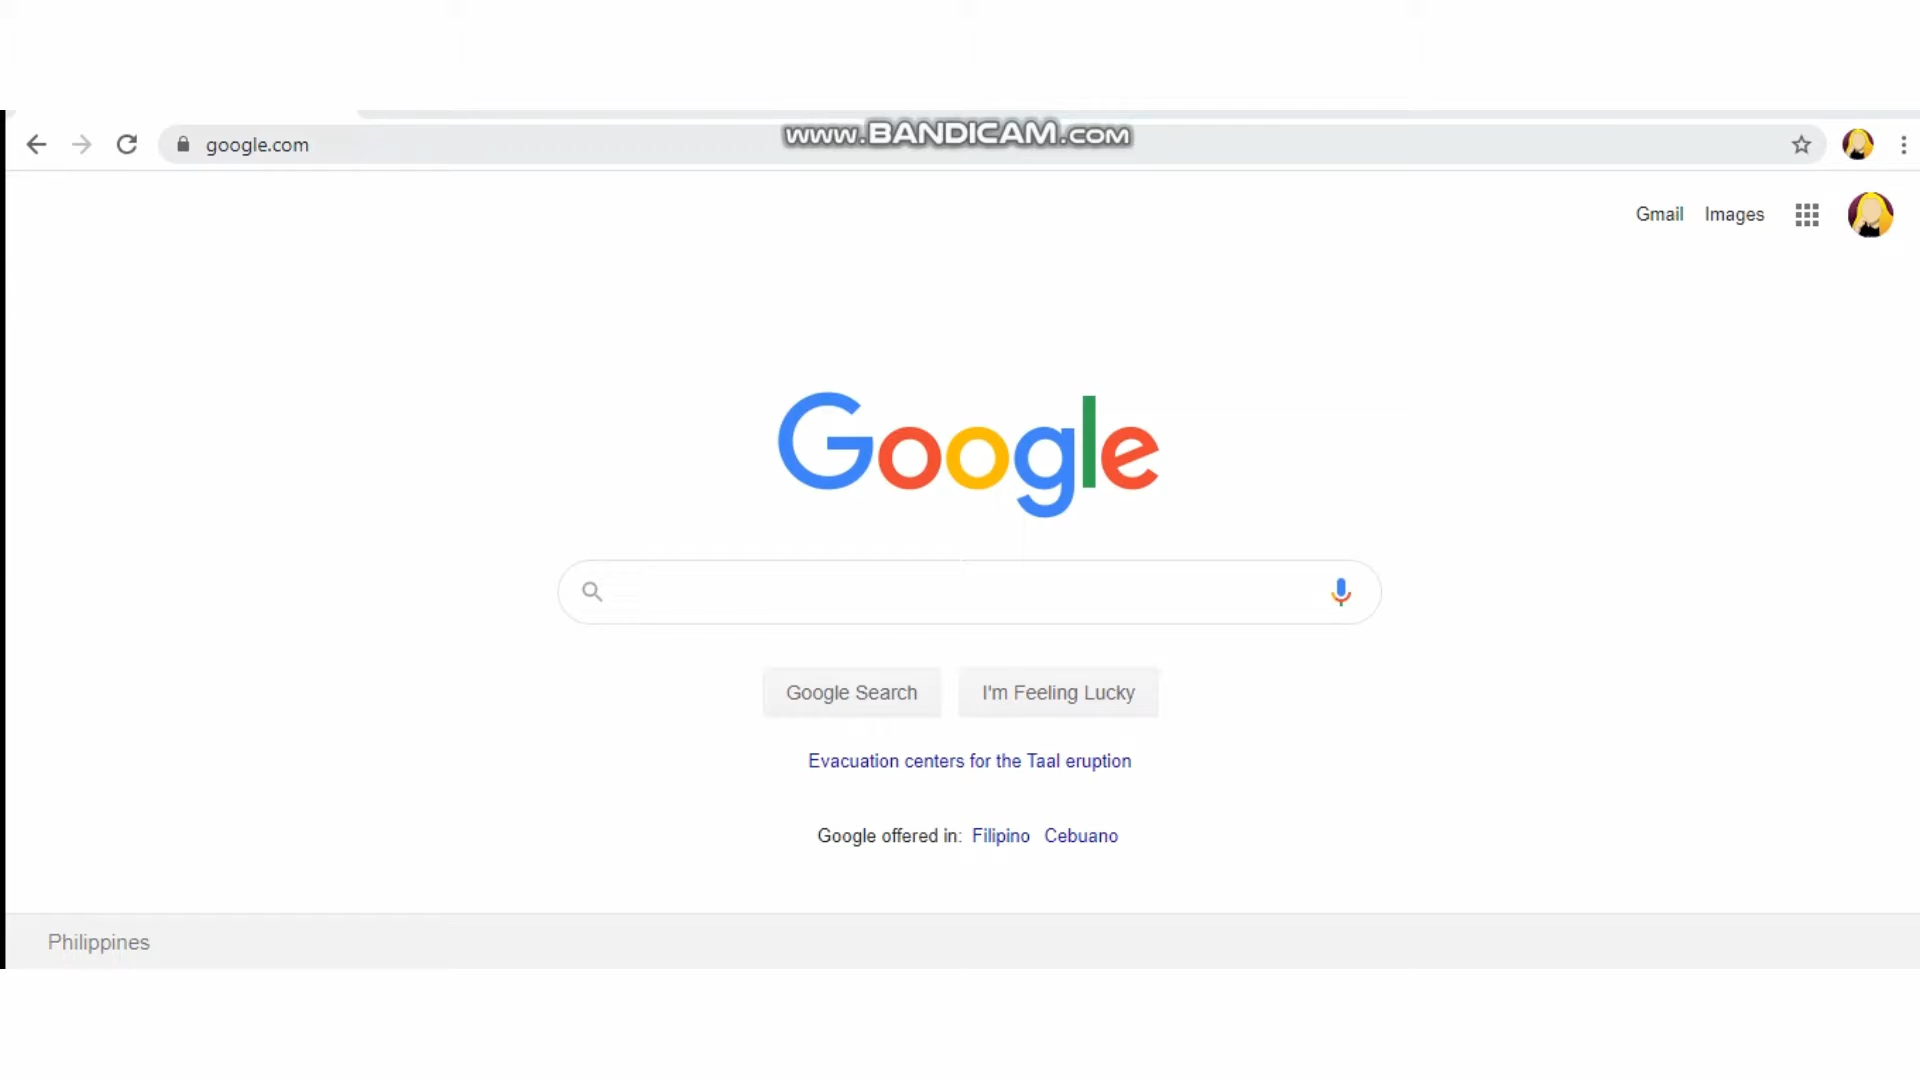 www.BANDICAM.com
google.com
Gmail Images
Google
Google Search I'm Feeling Lucky
Evacuation centers for the Taal eruption
Google offered in: Filipino Cebuano
Philippines